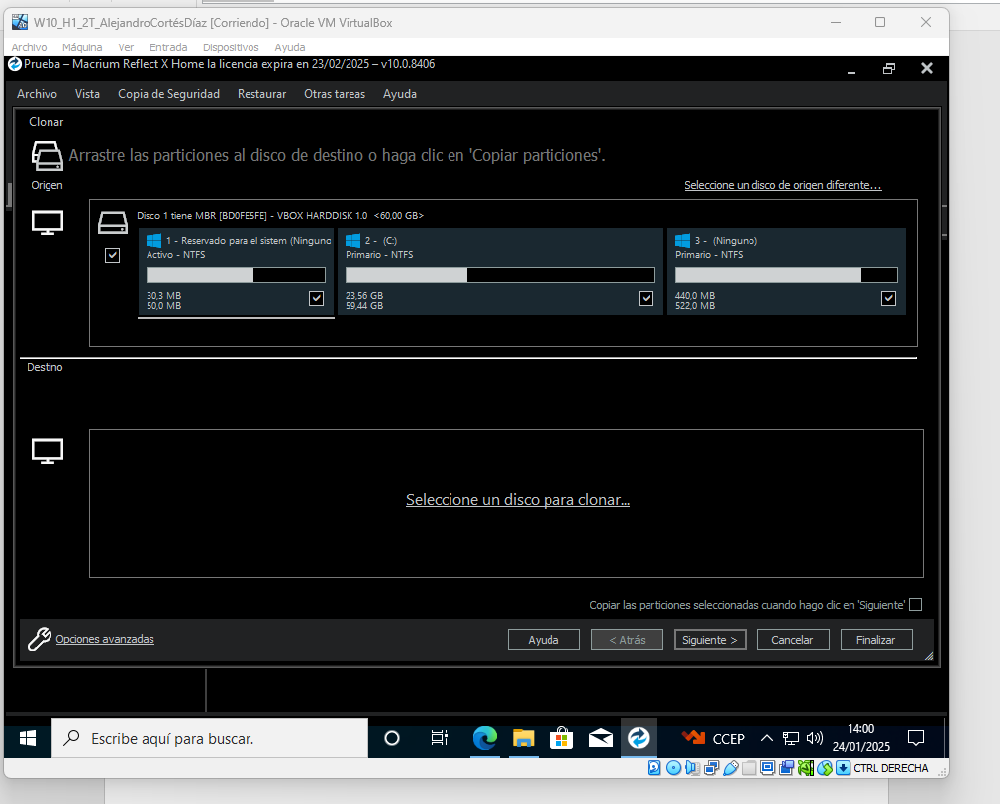 W10_H1_2T_AlejandroCortésDíaz [Corriendo] - Oracle VM VirtualBox
Archivo Máquina Ver Entrada Dispositivos Ayuda
Prueba – Macrium Reflect X Home la licencia expira en 23/02/2025 – v10.0.8406
Archivo Vista Copia de Seguridad Restaurar Otras tareas Ayuda
Clonar
Arrastre las particiones al disco de destino o haga clic en 'Copiar particiones'.
Origen
Seleccione un disco de origen diferente...
Disco 1 tiene MBR [BD0FE5FE] - VBOX HARDDISK 1.0 <60,00 GB>
1 - Reservado para el sistem (Ninguno
Activo - NTFS
30,3 MB
50,0 MB
2 - (C:)
Primario - NTFS
23,56 GB
59,44 GB
3 - (Ninguno)
Primario - NTFS
440,0 MB
522,0 MB
Destino
Seleccione un disco para clonar...
Copiar las particiones seleccionadas cuando hago clic en 'Siguiente'
Opciones avanzadas
Ayuda < Atrás Siguiente > Cancelar Finalizar
Escribe aquí para buscar.
CCEP
14:00
24/01/2025
CTRL DERECHA